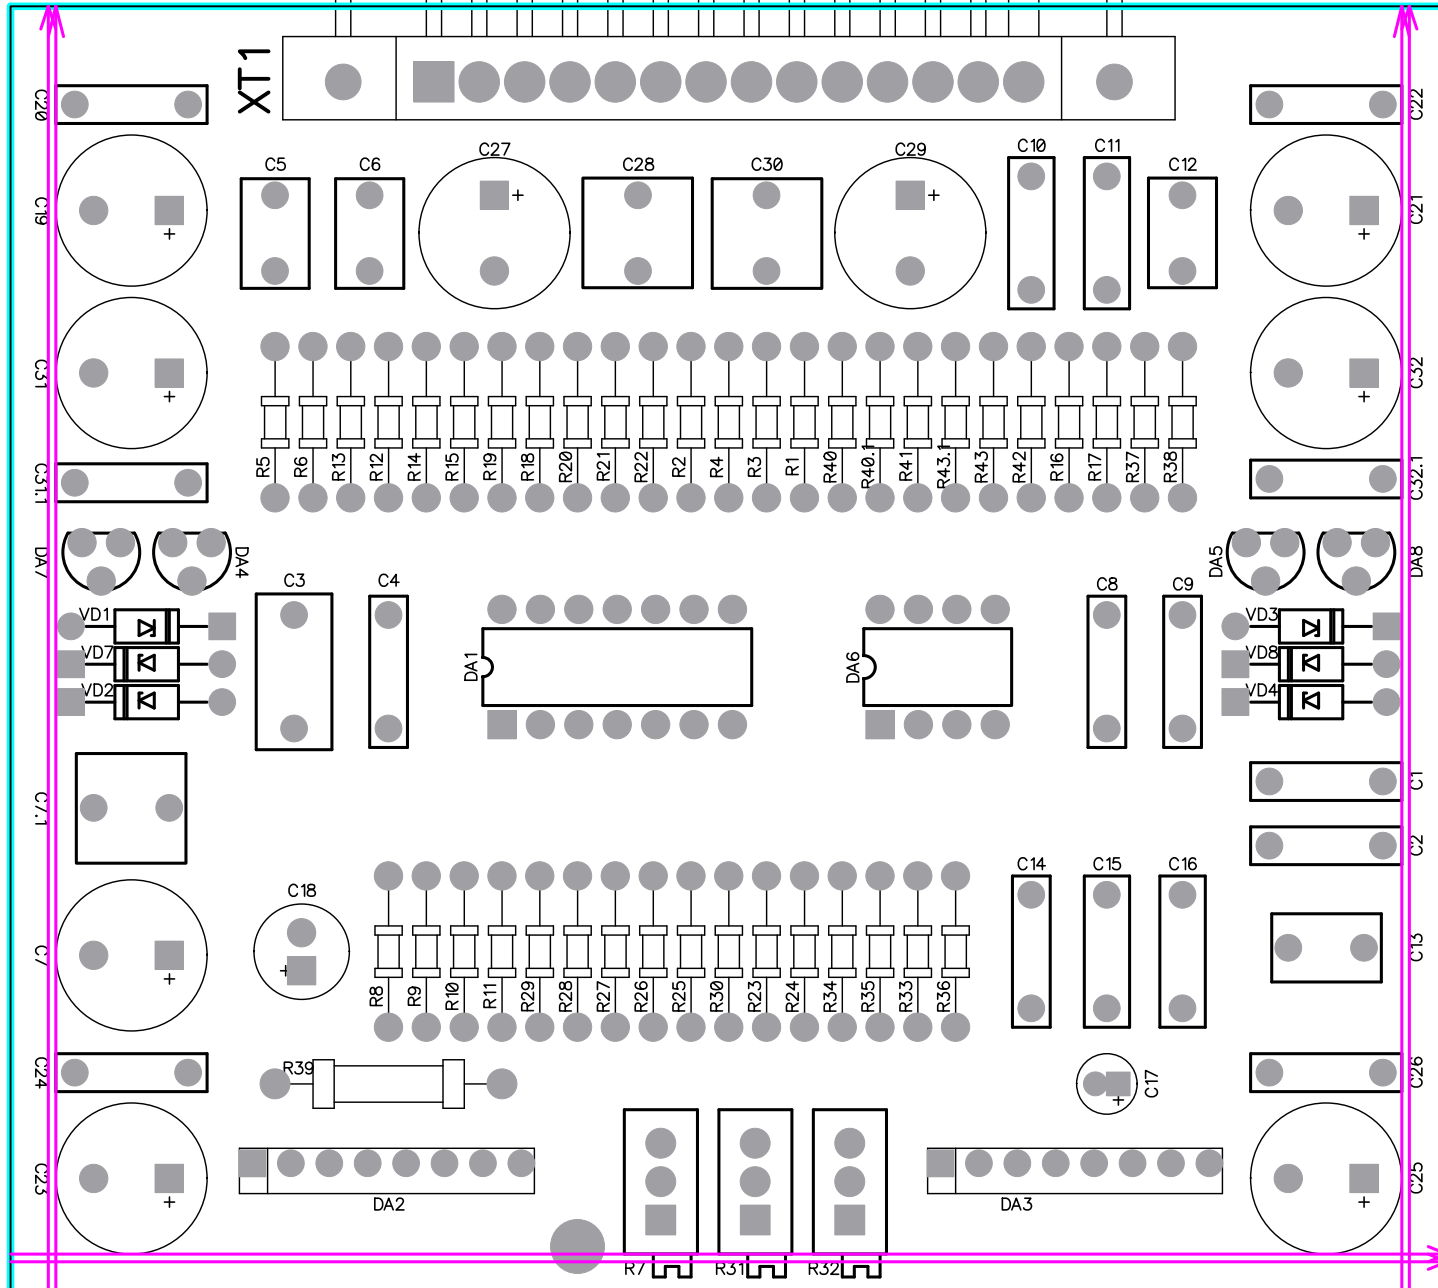 XT1
C20
C22
C5
C6
C27
C28
C30
C29
C10
C11
C12
C19
C21
+
+
+
+
C31
C32
+
+
R5
R6
R13
R12
R14
R15
R19
R18
R20
R21
R22
R2
R4
R3
R1
R40
R40.1
R41
R43.1
R43
R42
R16
R17
R37
R38
C31.1
C32.1
DA7
DA4
DA5
DA8
C3
C4
C8
C9
VD1
VD3
VD7
VD8
VD2
VD4
DA1
DA6
C7.1
C1
C2
C18
C14
C15
C16
C7
+
+
C13
R8
R9
R10
R11
R29
R28
R27
R26
R25
R30
R23
R24
R34
R35
R33
R36
C24
R39
C17
+
C26
C23
+
C25
+
DA2
DA3
R7
R31
R32